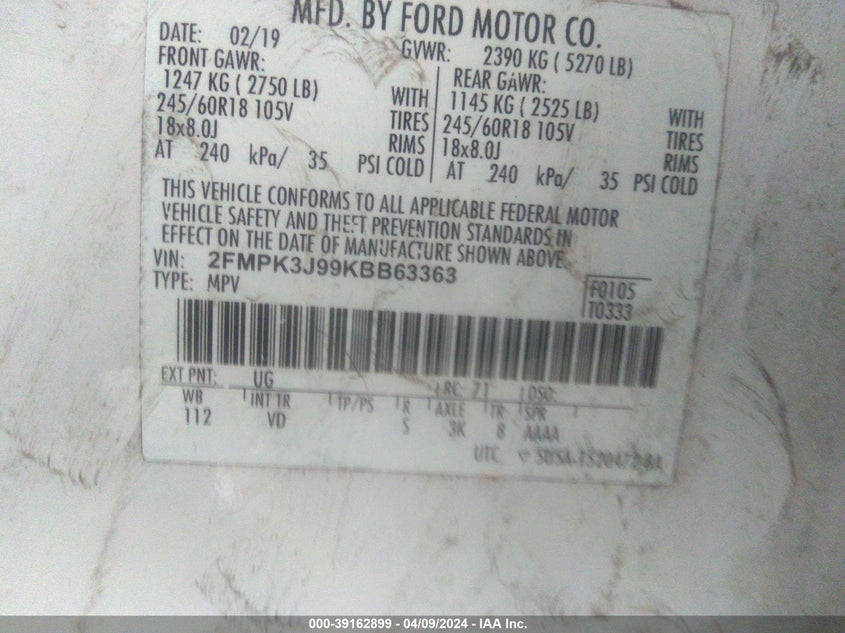 MFD. BY FORD MOTOR CO.
DATE: 02/19 GVWR: 2390 KG ( 5270 LB)
FRONT GAWR: REAR GAWR:
1247 KG ( 2750 LB) WITH 1145 KG ( 2525 LB) WITH
245/60R18 105V TIRES 245/60R18 105V TIRES
18x8.0J RIMS 18x8.0J RIMS
AT 240 kPa/ 35 PSI COLD AT 240 kPa/ 35 PSI COLD
THIS VEHICLE CONFORMS TO ALL APPLICABLE FEDERAL MOTOR
VEHICLE SAFETY AND THEFT PREVENTION STANDARDS IN
EFFECT ON THE DATE OF MANUFACTURE SHOWN ABOVE.
VIN: 2FMPK3J99KBB63363
TYPE: MPV F0105
T0333
EXT PNT: UG RC: 71 DSO:
WB INT TR TP/PS R AXLE TR SPR
112 VD S 3K 8 AAAA
UTC
000-39162899 - 04/09/2024 - IAA Inc.